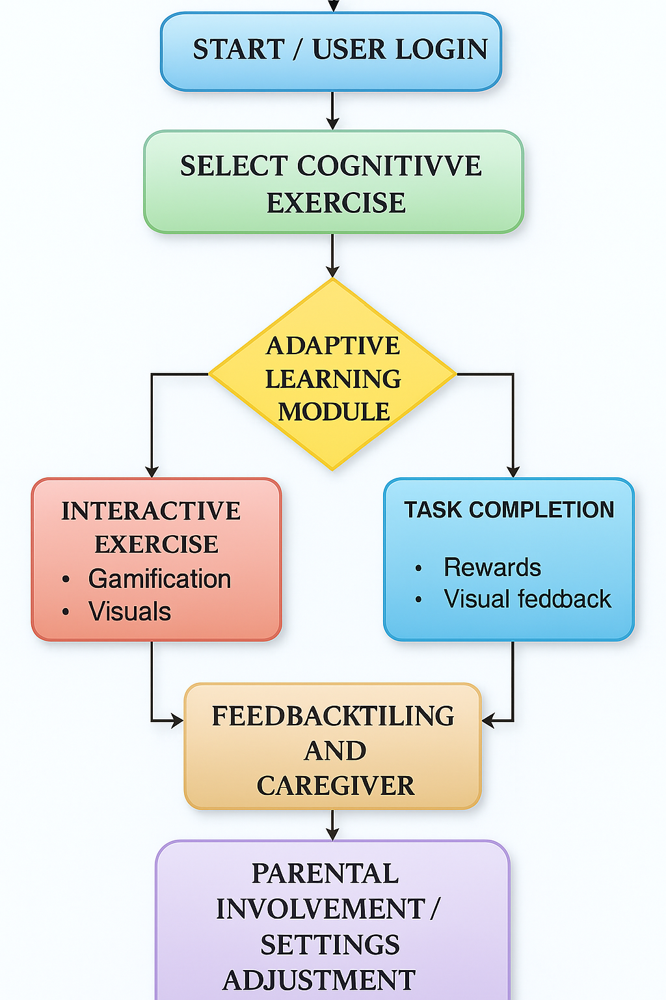 START / USER LOGIN
SELECT COGNITIVVE
EXERCISE
ADAPTIVE
LEARNING
MODULE
INTERACTIVE
EXERCISE
• Gamification
• Visuals
TASK COMPLETION
• Rewards
• Visual feddback
FEEDBACKTILING
AND
CAREGIVER
PARENTAL
INVOLVEMENT /
SETTINGS
ADJUSTMENT